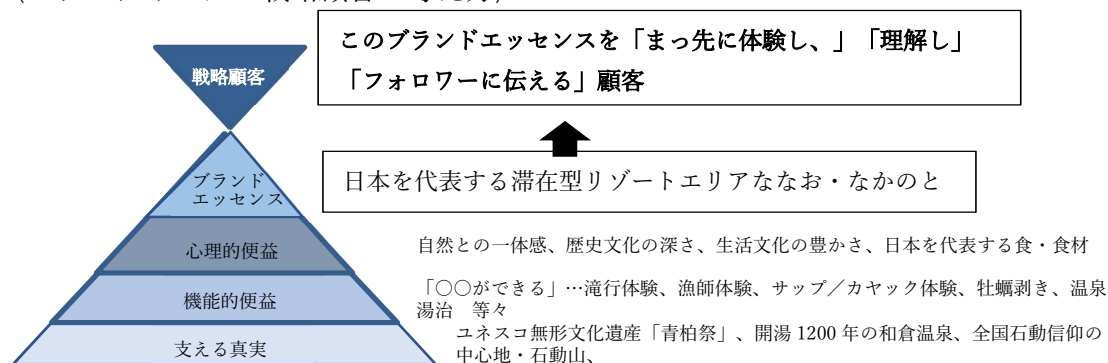 このブランドエッセンスを「まっ先に体験し、」「理解し」
「フォロワーに伝える」顧客
戦略顧客
日本を代表する滞在型リゾートエリアななお・なかのと
ブランド
エッセンス
心理的便益
自然との一体感、歴史文化の深さ、生活文化の豊かさ、日本を代表する食・食材
機能的便益
「〇〇ができる」…滝行体験、漁師体験、サップ／カヤック体験、牡蠣剥き、温泉
湯治　等々
支える真実
ユネスコ無形文化遺産「青柏祭」、開湯 1200 年の和倉温泉、全国石動信仰の
中心地・石動山、